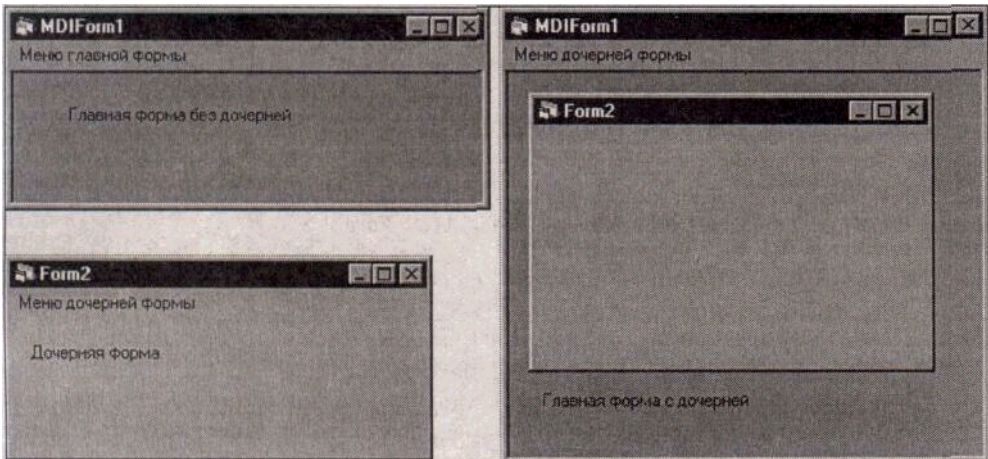 MDIForm1
Меню главной формы
Главная форма без дочерней
Form2
Меню дочерней формы
Дочерняя форма
MDIForm1
Меню дочерней формы
Form2
Главная форма с дочерней